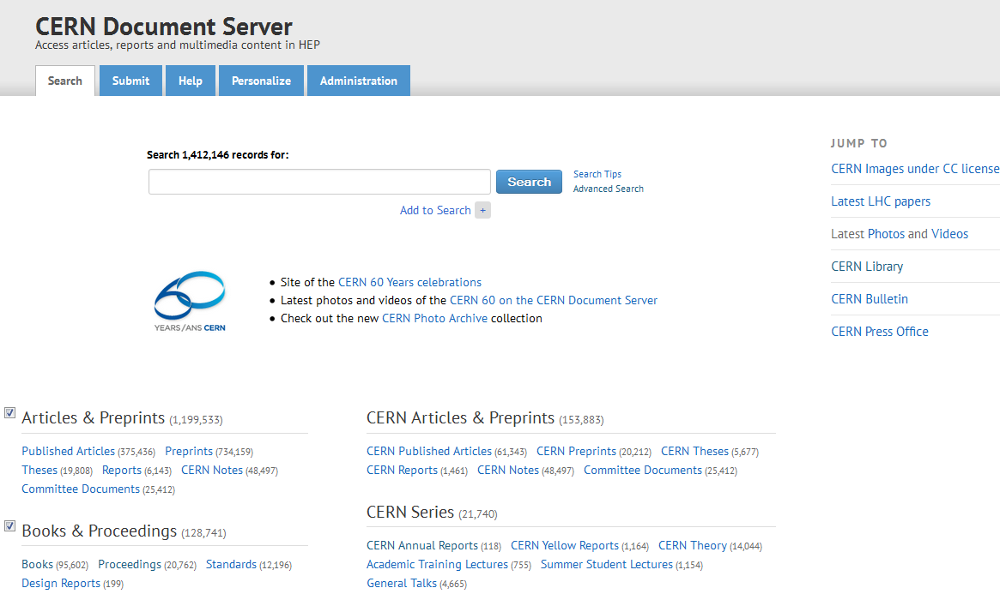 CERN Document Server
Access articles, reports and multimedia content in HEP
Search Submit Help Personalize Administration
Search 1,412,146 records for:
Search
Search Tips
Advanced Search
Add to Search +
YEARS/ANS CERN
• Site of the CERN 60 Years celebrations
• Latest photos and videos of the CERN 60 on the CERN Document Server
• Check out the new CERN Photo Archive collection
JUMP TO
CERN Images under CC license
Latest LHC papers
Latest Photos and Videos
CERN Library
CERN Bulletin
CERN Press Office
Articles & Preprints (1,199,533)
Published Articles (375,436) Preprints (734,159)
Theses (19,808) Reports (6,143) CERN Notes (48,497)
Committee Documents (25,412)
Books & Proceedings (128,741)
Books (95,602) Proceedings (20,762) Standards (12,196)
Design Reports (199)
CERN Articles & Preprints (153,883)
CERN Published Articles (61,343) CERN Preprints (20,212) CERN Theses (5,677)
CERN Reports (1,461) CERN Notes (48,497) Committee Documents (25,412)
CERN Series (21,740)
CERN Annual Reports (118) CERN Yellow Reports (1,164) CERN Theory (14,044)
Academic Training Lectures (755) Summer Student Lectures (1,154)
General Talks (4,665)